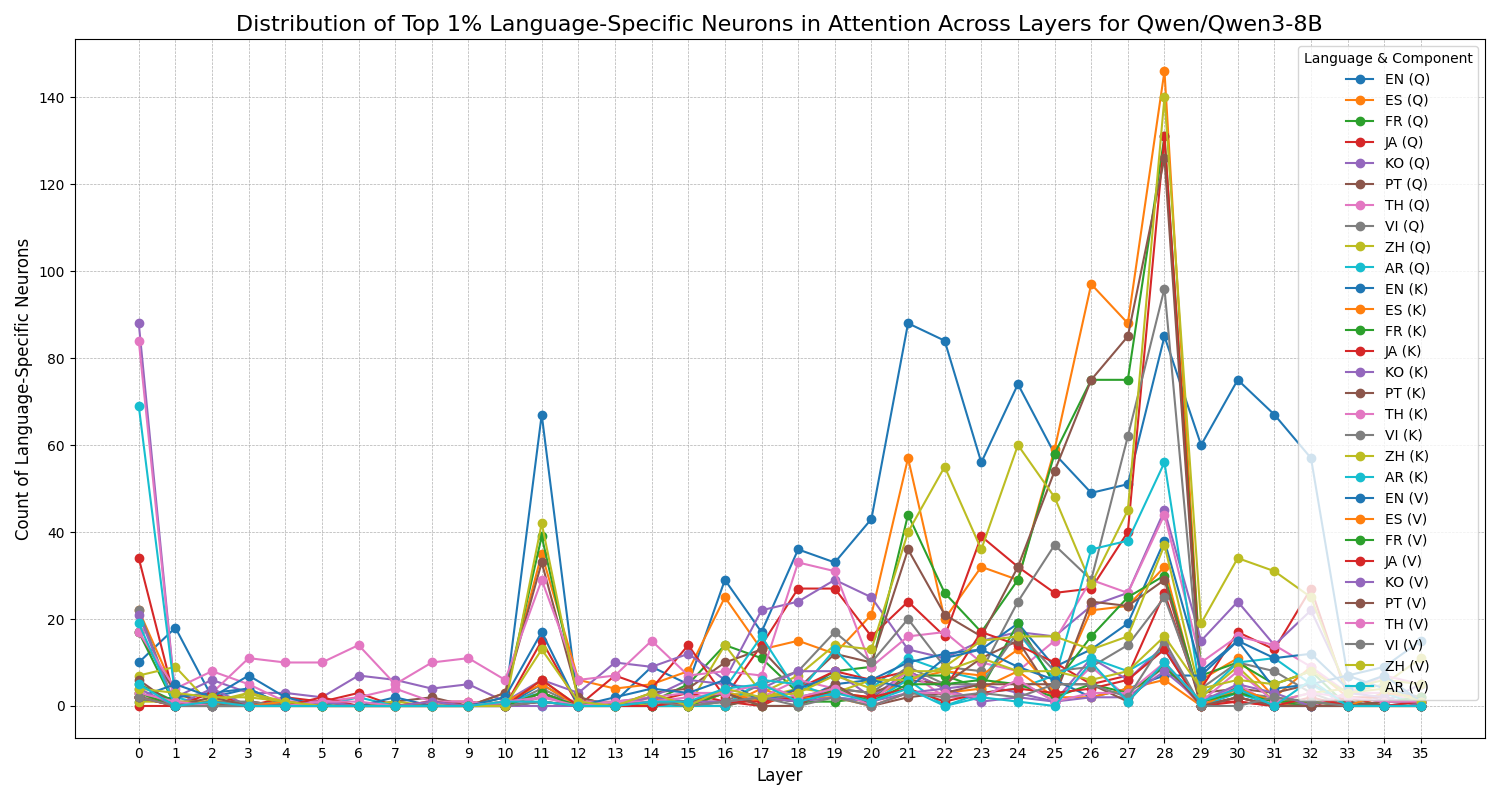 Distribution of Top 1% Language-Specific Neurons in Attention Across Layers for Qwen/Qwen3-8B
Count of Language-Specific Neurons
140
120
100
80
60
40
20
0
0 1 2 3 4 5 6 7 8 9 10 11 12 13 14 15 16 17 18 19 20 21 22 23 24 25 26 27 28 29 30 31 32 33 34 35
Layer
Language & Component
EN (Q)
ES (Q)
FR (Q)
JA (Q)
KO (Q)
PT (Q)
TH (Q)
VI (Q)
ZH (Q)
AR (Q)
EN (K)
ES (K)
FR (K)
JA (K)
KO (K)
PT (K)
TH (K)
VI (K)
ZH (K)
AR (K)
EN (V)
ES (V)
FR (V)
JA (V)
KO (V)
PT (V)
TH (V)
VI (V)
ZH (V)
AR (V)